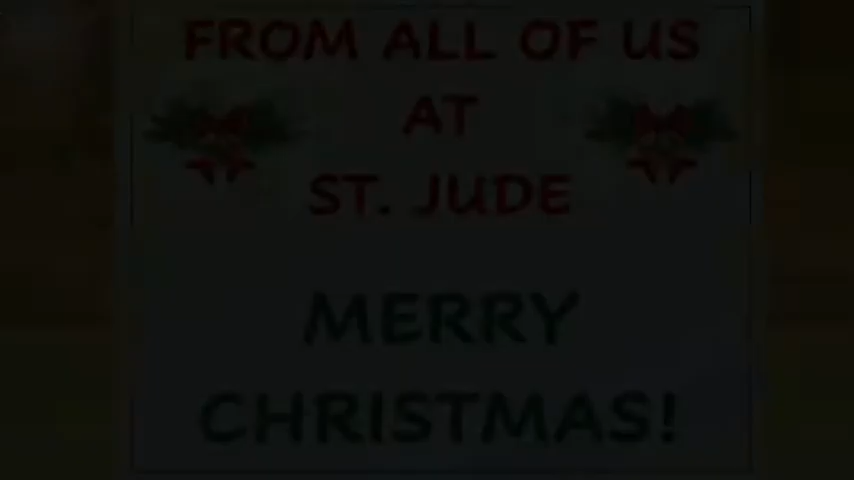 FROM ALL OF US
AT
ST. JUDE
MERRY
CHRISTMAS!